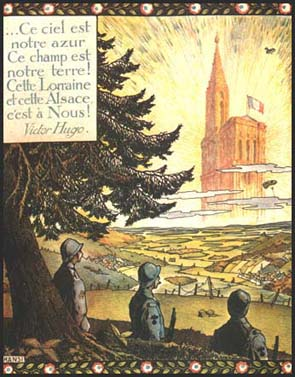 ...Ce ciel est
notre azur
Ce champ est
notre terre!
Cette Lorraine
et cette Alsace,
c'est à Nous!
Victor Hugo.
HANSI